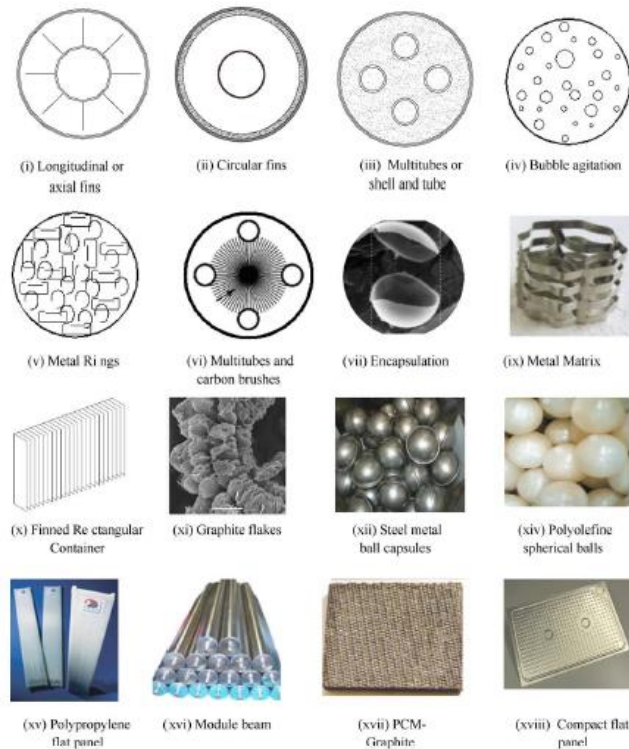 (i) Longitudinal or
axial fins
(ii) Circular fins
(iii) Multitubes or
shell and tube
(iv) Bubble agitation
(v) Metal Ri ngs
(vi) Multitubes and
carbon brushes
(vii) Encapsulation
(ix) Metal Matrix
(x) Finned Re ctangular
Container
(xi) Graphite flakes
(xii) Steel metal
ball capsules
(xiv) Polyolefine
spherical balls
(xv) Polypropylene
flat panel
(xvi) Module beam
(xvii) PCM-
Graphite
(xviii) Compact flat
panel